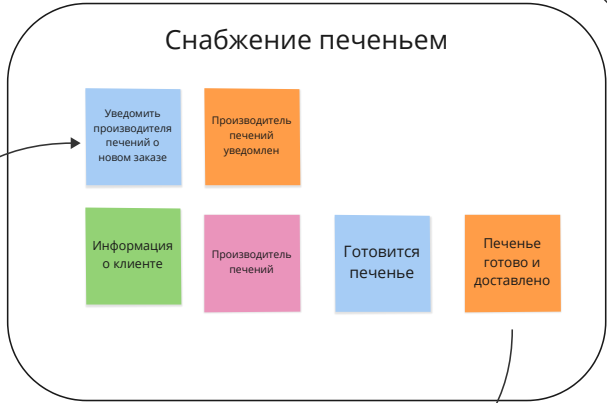 Снабжение печеньем
Уведомить
производителя
печений о
новом заказе
Производитель
печений
уведомлен
Информация
о клиенте
Производитель
печений
Готовится
печенье
Печенье
готово и
доставлено